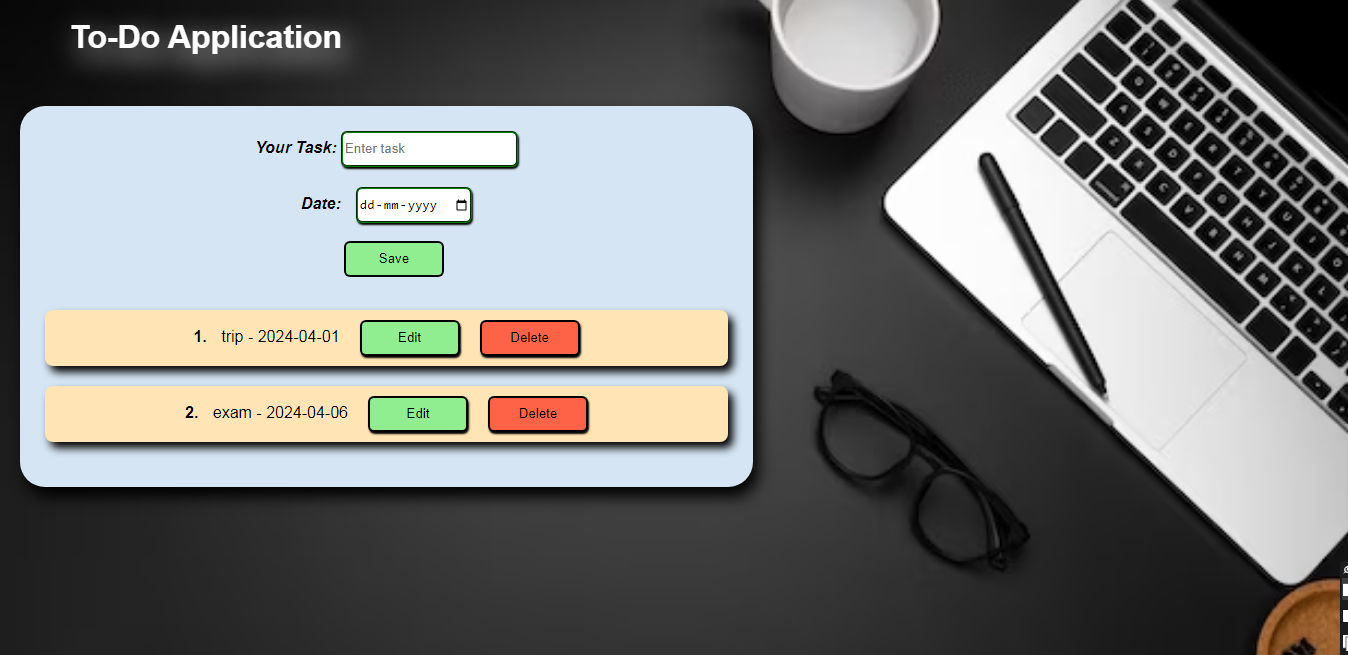 To-Do Application
Your Task: Enter task
Date: dd-mm-yyyy
Save
1. trip - 2024-04-01 Edit Delete
2. exam - 2024-04-06 Edit Delete